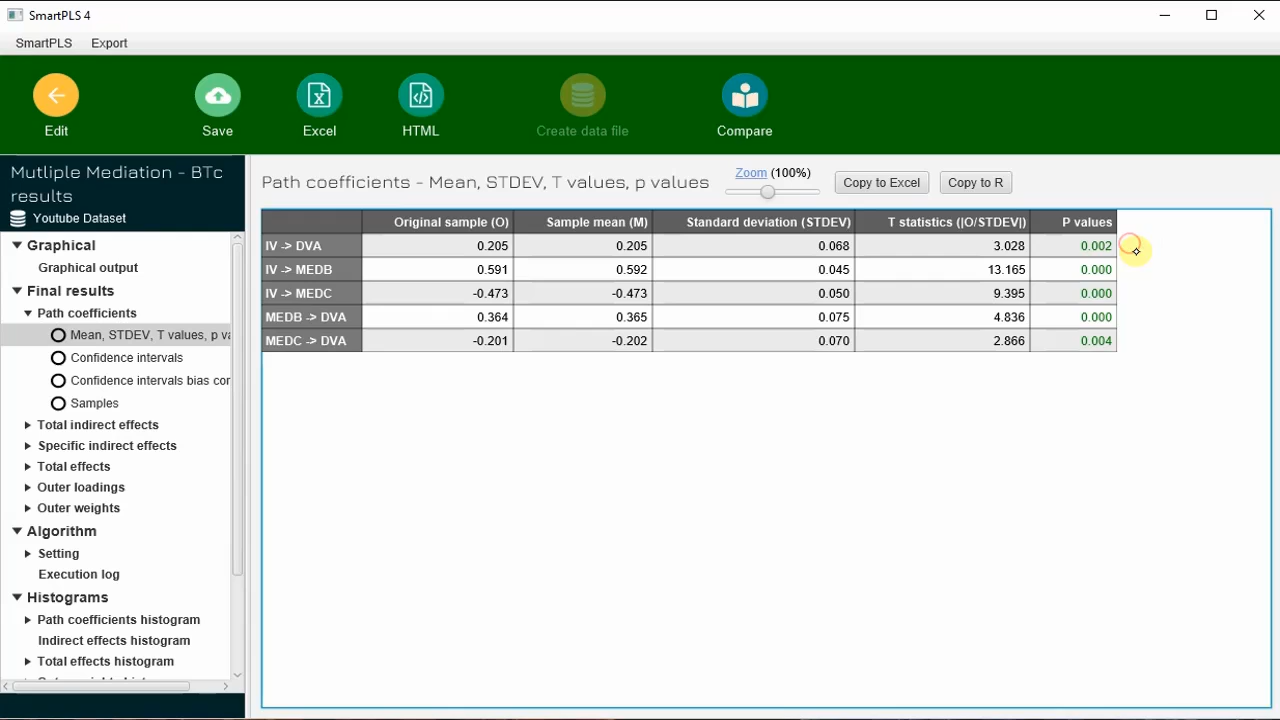 SmartPLS 4
SmartPLS Export
Edit Save Excel HTML Create data file Compare
Mutliple Mediation - BTc
results
Youtube Dataset
Graphical
Graphical output
Final results
Path coefficients
Mean, STDEV, T values, p va
Confidence intervals
Confidence intervals bias cor
Samples
Total indirect effects
Specific indirect effects
Total effects
Outer loadings
Outer weights
Algorithm
Setting
Execution log
Histograms
Path coefficients histogram
Indirect effects histogram
Total effects histogram
Path coefficients - Mean, STDEV, T values, p values
Zoom (100%)
Copy to Excel Copy to R
Original sample (O) Sample mean (M) Standard deviation (STDEV) T statistics (|O/STDEV|) P values
IV -> DVA 0.205 0.205 0.068 3.028 0.002
IV -> MEDB 0.591 0.592 0.045 13.165 0.000
IV -> MEDC -0.473 -0.473 0.050 9.395 0.000
MEDB -> DVA 0.364 0.365 0.075 4.836 0.000
MEDC -> DVA -0.201 -0.202 0.070 2.866 0.004